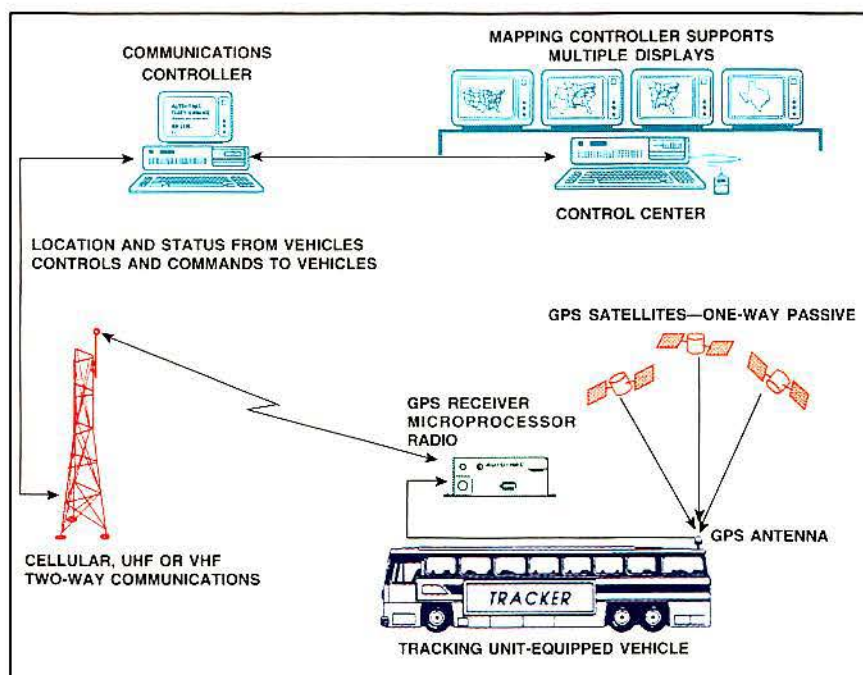 COMMUNICATIONS
CONTROLLER
MAPPING CONTROLLER SUPPORTS
MULTIPLE DISPLAYS
CONTROL CENTER
LOCATION AND STATUS FROM VEHICLES
CONTROLS AND COMMANDS TO VEHICLES
GPS SATELLITES—ONE-WAY PASSIVE
GPS RECEIVER
MICROPROCESSOR
RADIO
GPS ANTENNA
CELLULAR, UHF OR VHF
TWO-WAY COMMUNICATIONS
TRACKER
TRACKING UNIT-EQUIPPED VEHICLE